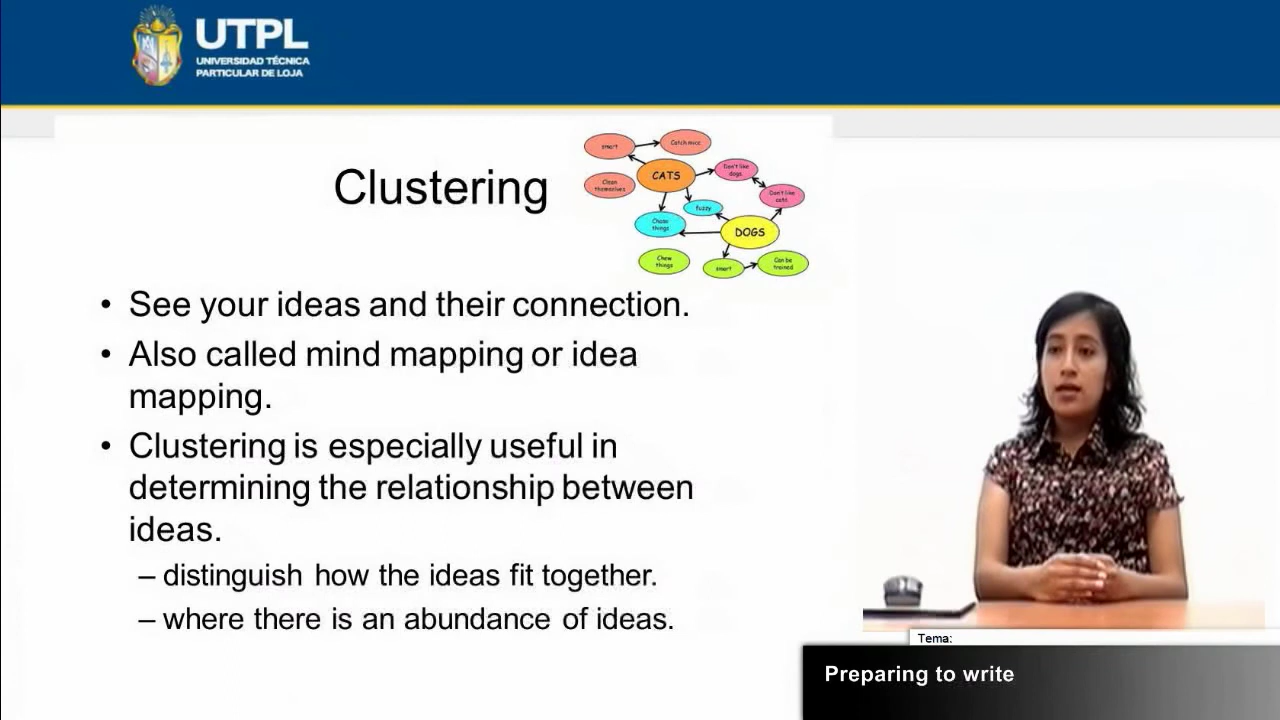 UTPL
UNIVERSIDAD TÉCNICA
PARTICULAR DE LOJA
Clustering
smart
Catch mice
Clean
themselves
CATS
Don't like
dogs
Don't like
cats
fuzzy
Chase
things
DOGS
Chew
things
smart
Can be
trained
• See your ideas and their connection.
• Also called mind mapping or idea
mapping.
• Clustering is especially useful in
determining the relationship between
ideas.
– distinguish how the ideas fit together.
– where there is an abundance of ideas.
Tema:
Preparing to write